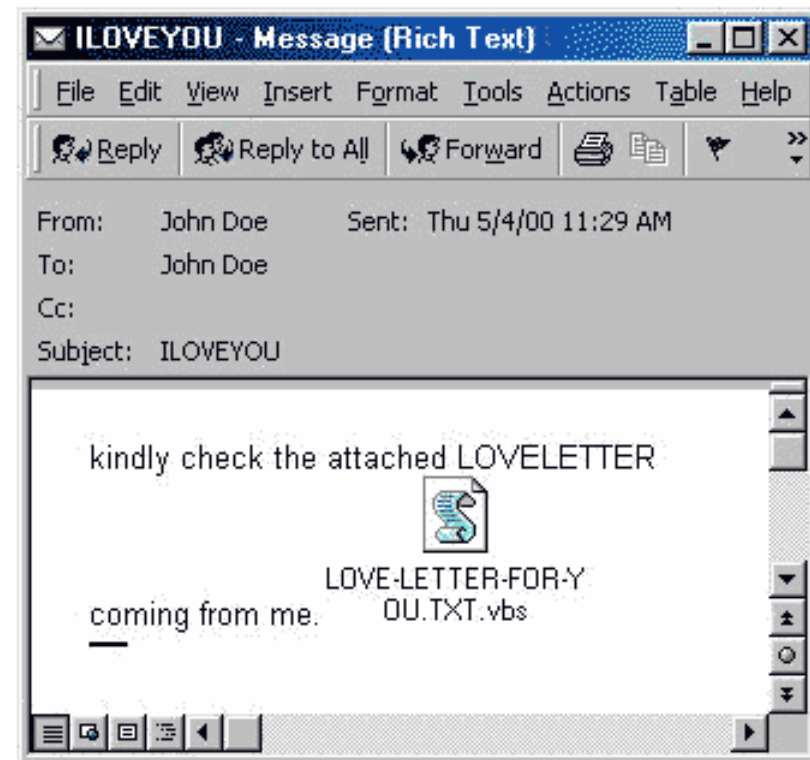 ILOVEYOU - Message (Rich Text)
File Edit View Insert Format Tools Actions Table Help
Reply Reply to All Forward
From: John Doe Sent: Thu 5/4/00 11:29 AM
To: John Doe
Cc:
Subject: ILOVEYOU
kindly check the attached LOVELETTER
LOVE-LETTER-FOR-Y
coming from me. OU.TXT.vbs